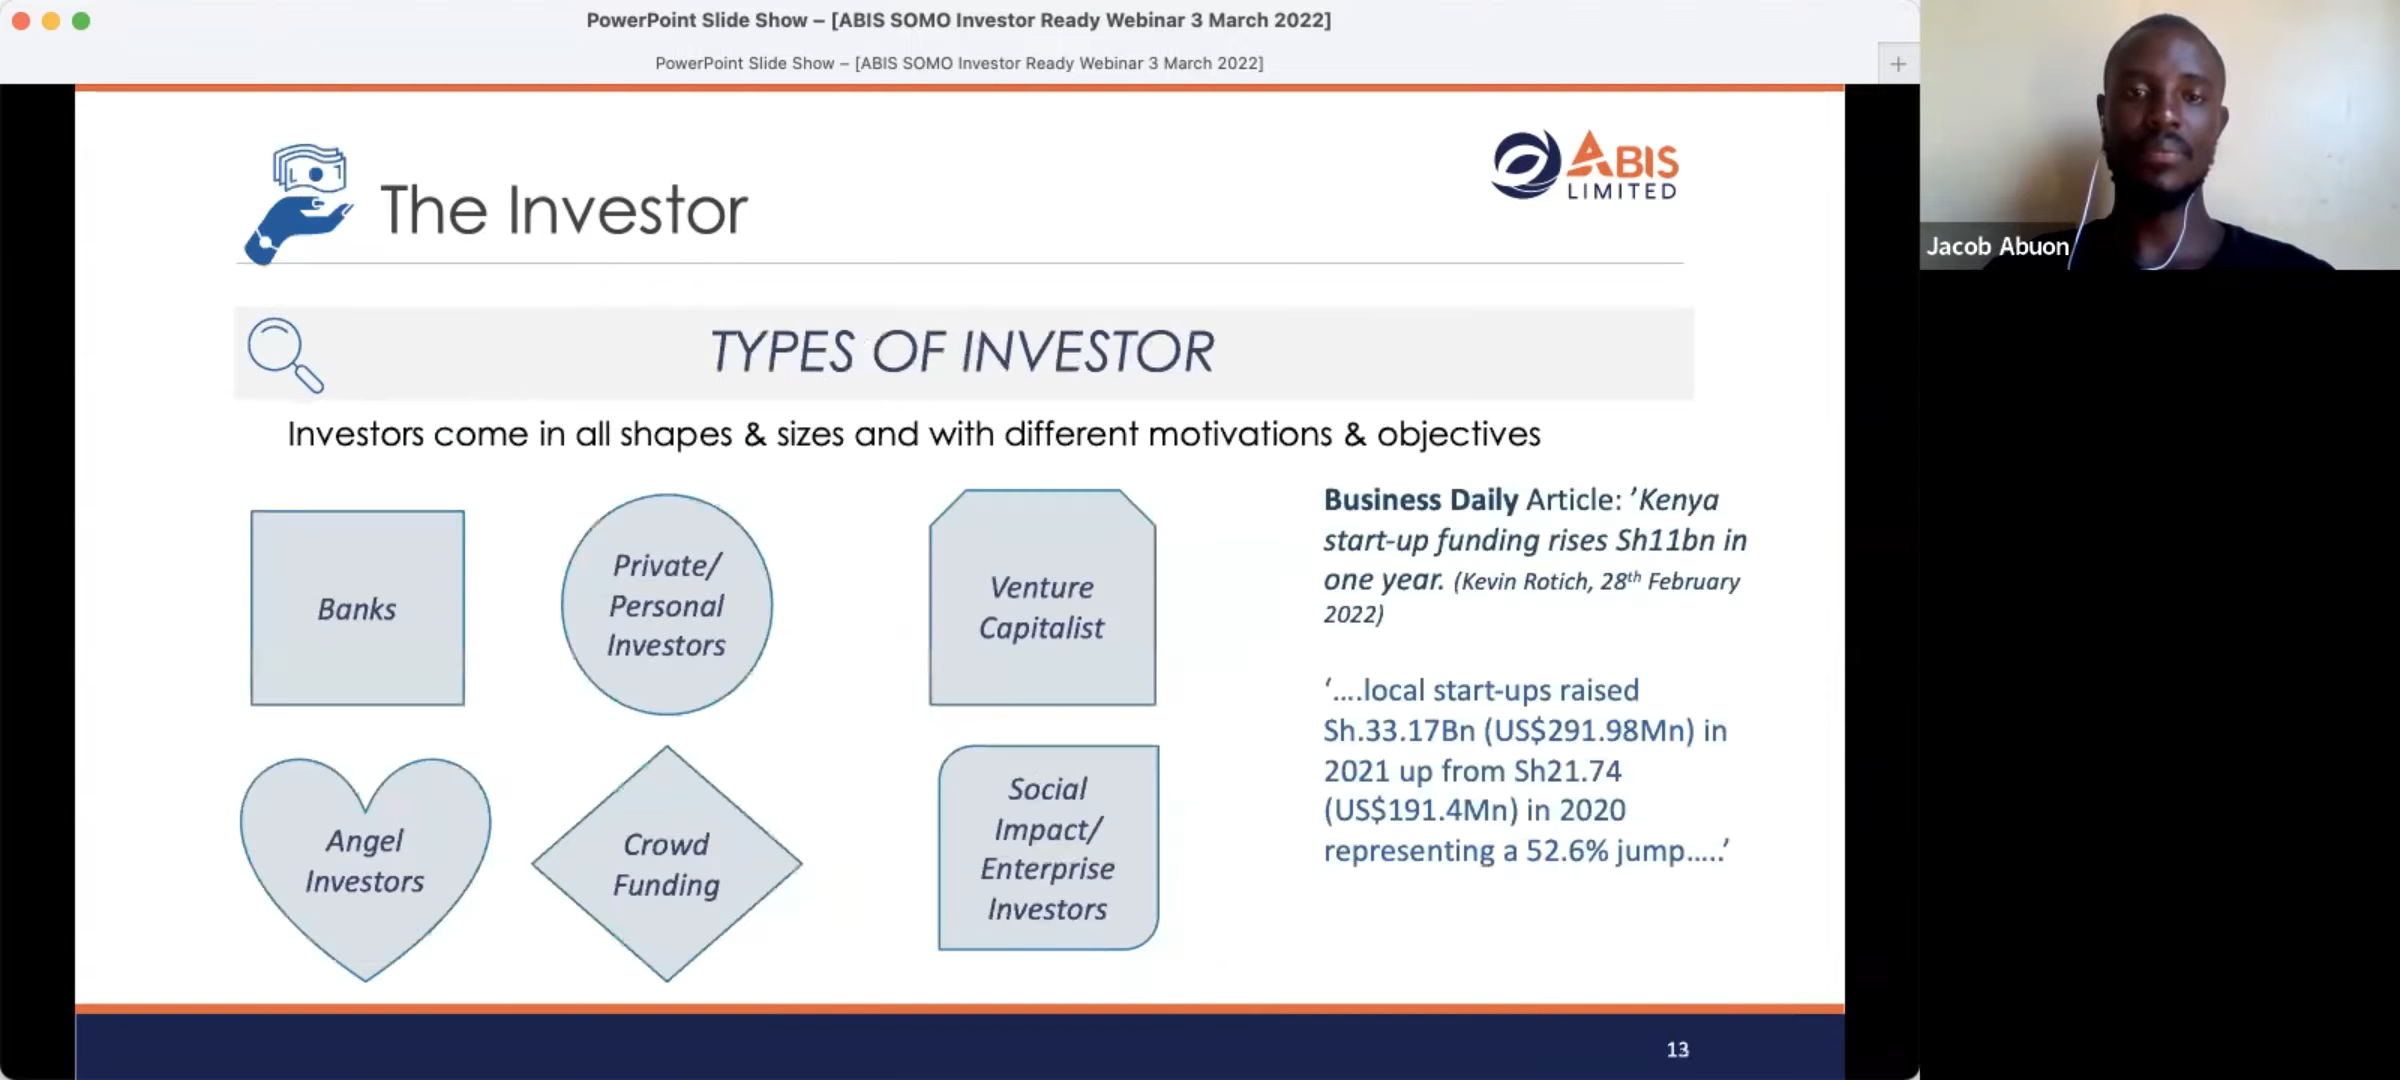 PowerPoint Slide Show – [ABIS SOMO Investor Ready Webinar 3 March 2022]
PowerPoint Slide Show – [ABIS SOMO Investor Ready Webinar 3 March 2022]
The Investor
ABIS
LIMITED
Jacob Abuon
TYPES OF INVESTOR
Investors come in all shapes & sizes and with different motivations & objectives
Banks
Private/
Personal
Investors
Venture
Capitalist
Angel
Investors
Crowd
Funding
Social
Impact/
Enterprise
Investors
Business Daily Article: ’Kenya
start-up funding rises Sh11bn in
one year. (Kevin Rotich, 28th February
2022)
‘….local start-ups raised
Sh.33.17Bn (US$291.98Mn) in
2021 up from Sh21.74
(US$191.4Mn) in 2020
representing a 52.6% jump…..’
13